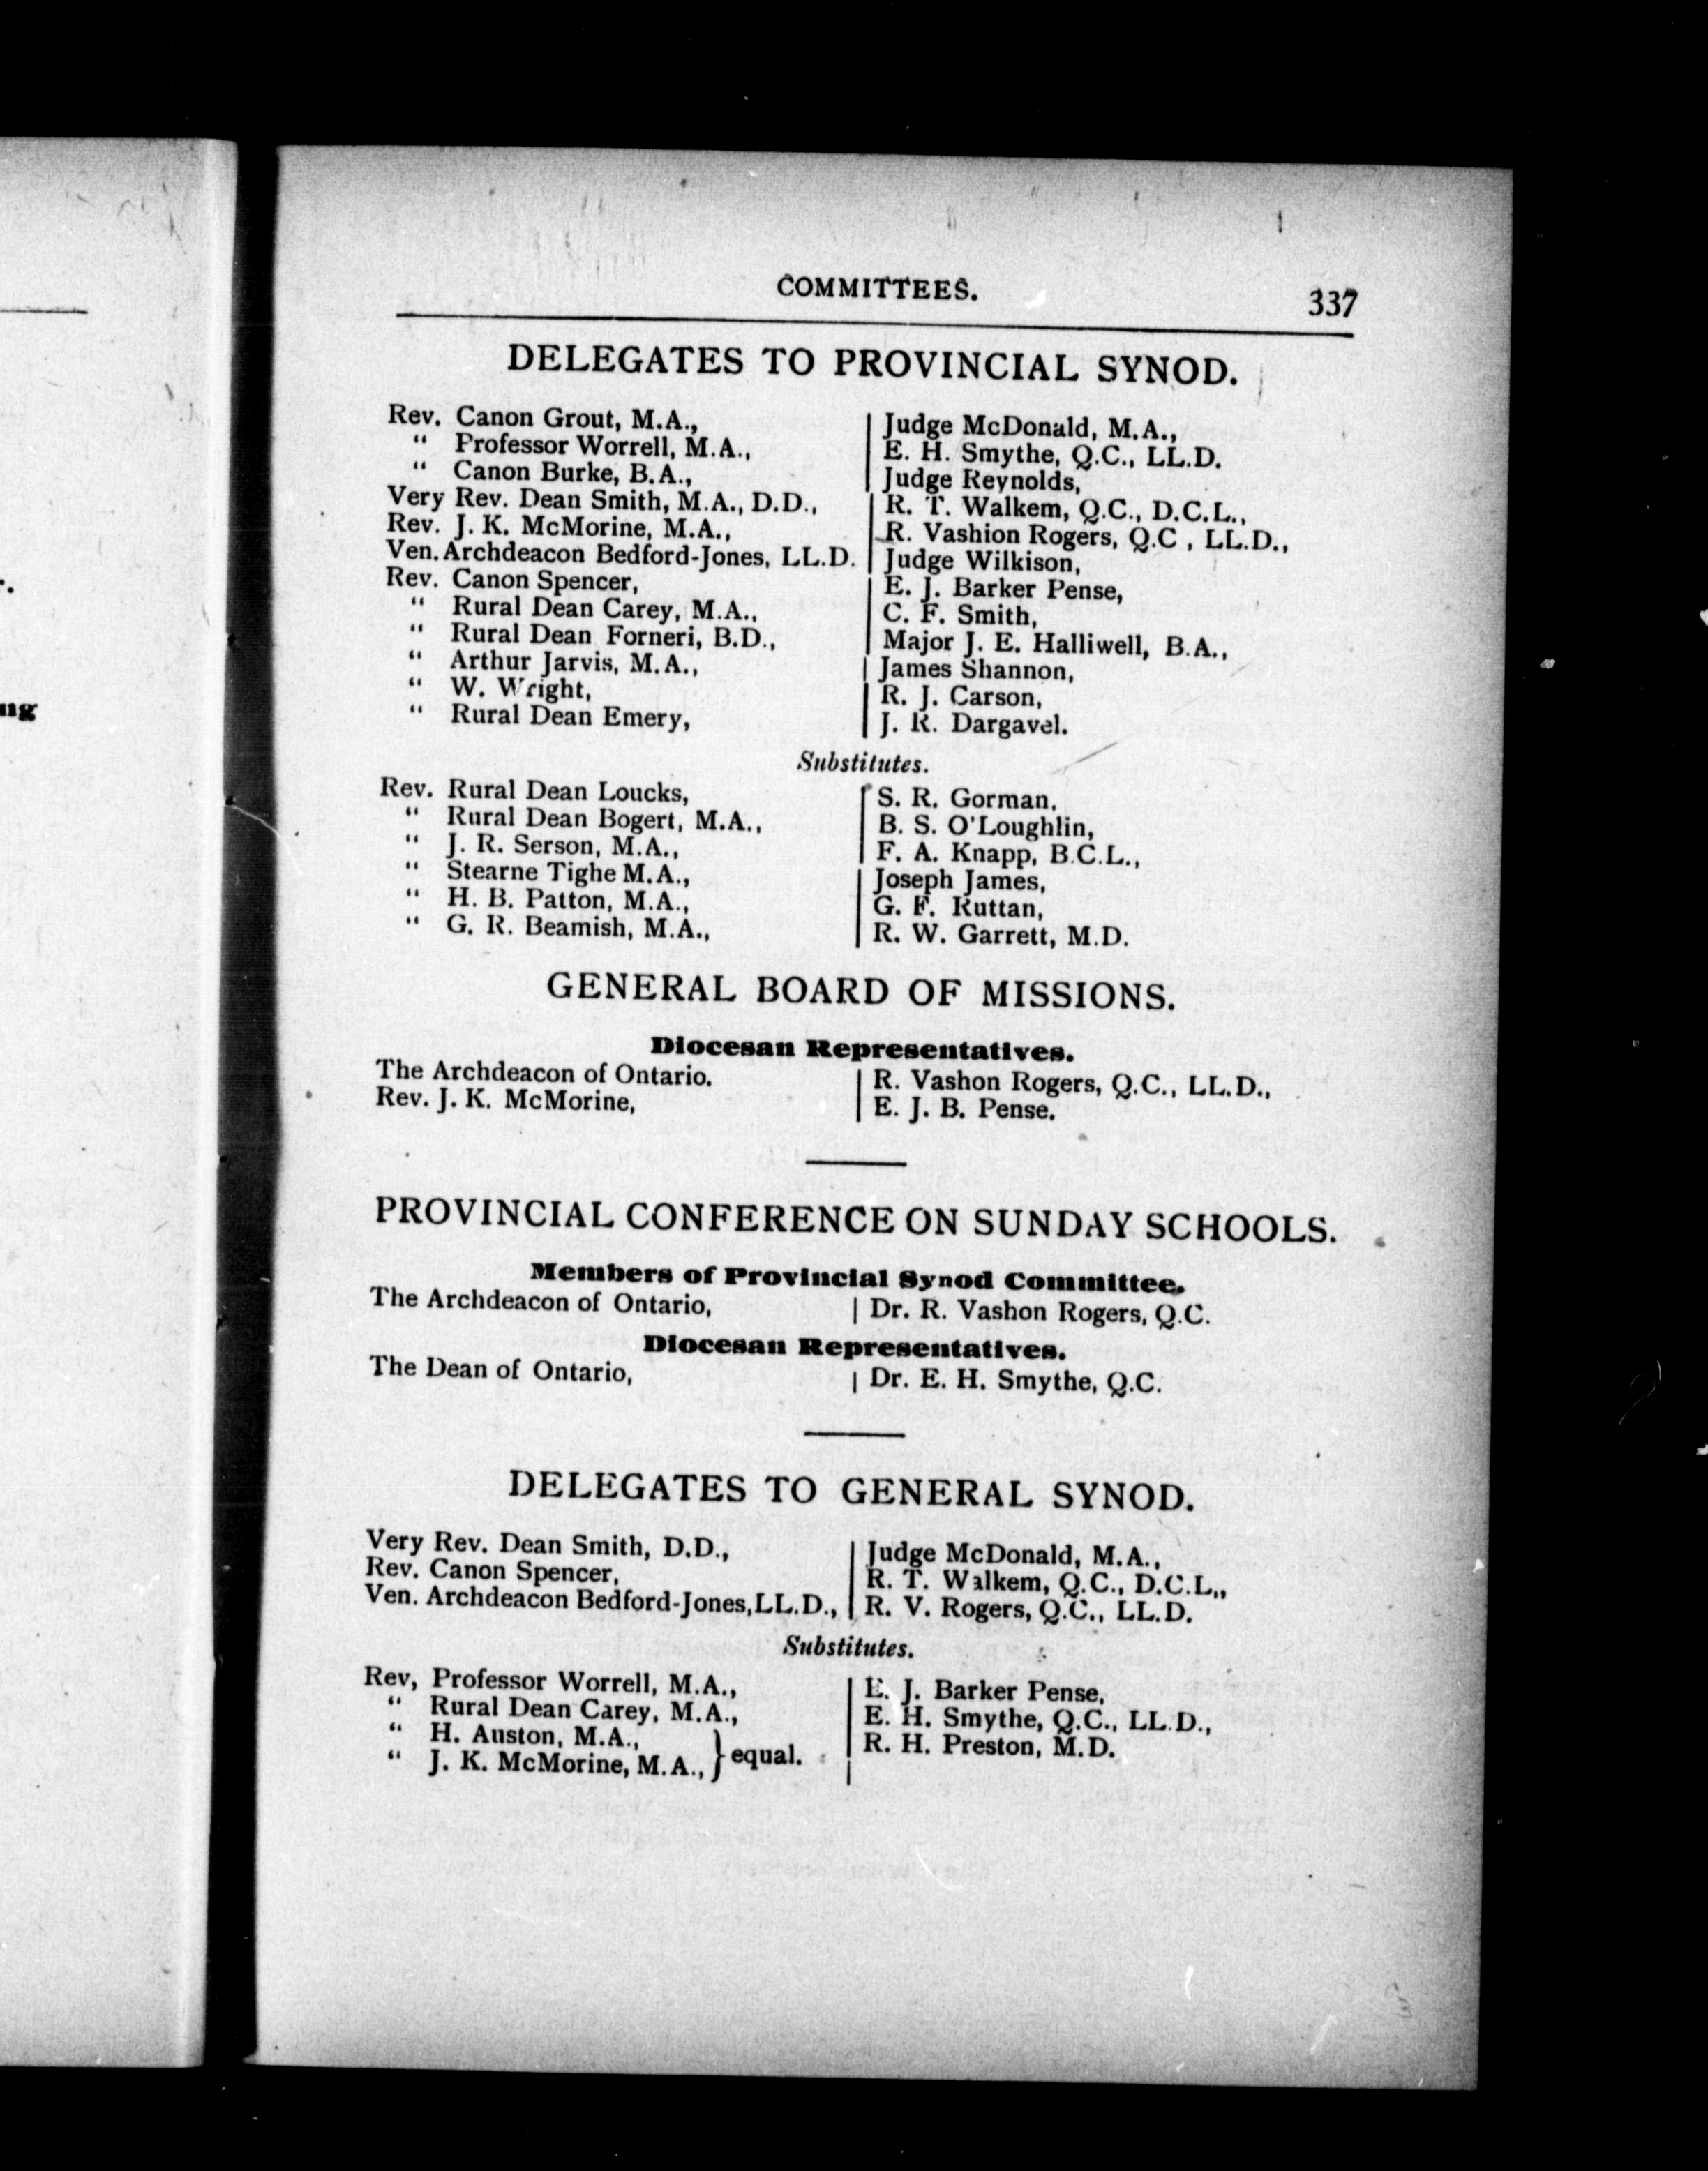 COMMITTEES. 337
DELEGATES TO PROVINCIAL SYNOD.
Rev. Canon Grout, M.A.,
" Professor Worrell, M.A.,
" Canon Burke, B.A.,
Very Rev. Dean Smith, M.A., D.D.,
Rev. J. K. McMorine, M.A.,
Ven. Archdeacon Bedford-Jones, LL.D.
Rev. Canon Spencer,
" Rural Dean Carey, M.A.,
" Rural Dean Forneri, B.D.,
" Arthur Jarvis, M.A.,
" W. Wright,
" Rural Dean Emery,
Judge McDonald, M.A.,
E. H. Smythe, Q.C., LL.D.
Judge Reynolds,
R. T. Walkem, Q.C., D.C.L.,
R. Vashion Rogers, Q.C , LL.D.,
Judge Wilkison,
E. J. Barker Pense,
C. F. Smith,
Major J. E. Halliwell, B.A.,
James Shannon,
R. J. Carson,
J. R. Dargavel.
Substitutes.
Rev. Rural Dean Loucks,
" Rural Dean Bogert, M.A.,
" J. R. Serson, M.A.,
" Stearne Tighe M.A.,
" H. B. Patton, M.A.,
" G. R. Beamish, M.A.,
S. R. Gorman,
B. S. O'Loughlin,
F. A. Knapp, B.C.L.,
Joseph James,
G. F. Ruttan,
R. W. Garrett, M.D.
GENERAL BOARD OF MISSIONS.
Diocesan Representatives.
The Archdeacon of Ontario.
Rev. J. K. McMorine,
R. Vashon Rogers, Q.C., LL.D.,
E. J. B. Pense.
PROVINCIAL CONFERENCE ON SUNDAY SCHOOLS.
Members of Provincial Synod Committee.
The Archdeacon of Ontario,
Dr. R. Vashon Rogers, Q.C.
Diocesan Representatives.
The Dean of Ontario,
Dr. E. H. Smythe, Q.C.
DELEGATES TO GENERAL SYNOD.
Very Rev. Dean Smith, D.D.,
Rev. Canon Spencer,
Ven. Archdeacon Bedford-Jones, LL.D.,
Judge McDonald, M.A.,
R. T. Walkem, Q.C., D.C.L.,
R. V. Rogers, Q.C., LL.D.
Substitutes.
Rev, Professor Worrell, M.A.,
" Rural Dean Carey, M.A.,
" H. Auston, M.A.,
" J. K. McMorine, M.A., } equal.
E. J. Barker Pense,
E. H. Smythe, Q.C., LL.D.,
R. H. Preston, M.D.